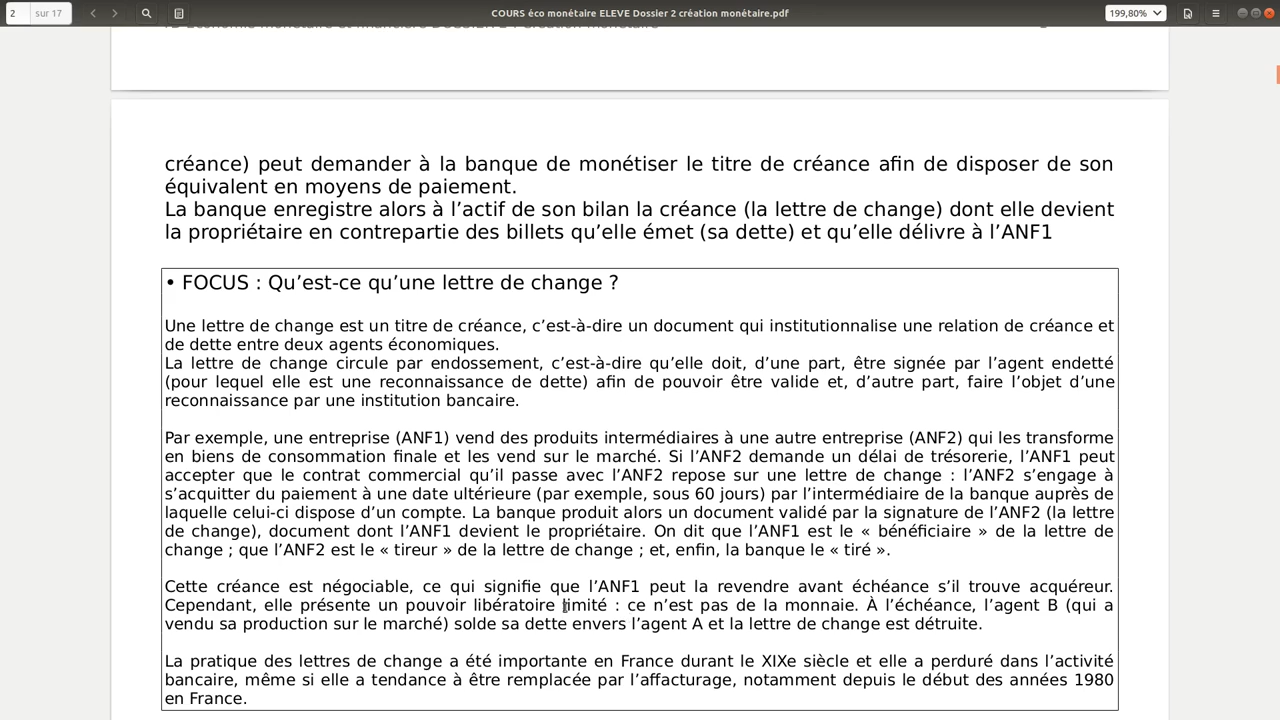 2
sur 17
COURS éco monétaire ELEVE Dossier 2 création monétaire.pdf
199,80%
créance) peut demander à la banque de monétiser le titre de créance afin de disposer de son
équivalent en moyens de paiement.
La banque enregistre alors à l’actif de son bilan la créance (la lettre de change) dont elle devient
la propriétaire en contrepartie des billets qu’elle émet (sa dette) et qu’elle délivre à l’ANF1
• FOCUS : Qu’est-ce qu’une lettre de change ?
Une lettre de change est un titre de créance, c’est-à-dire un document qui institutionnalise une relation de créance et
de dette entre deux agents économiques.
La lettre de change circule par endossement, c’est-à-dire qu’elle doit, d’une part, être signée par l’agent endetté
(pour lequel elle est une reconnaissance de dette) afin de pouvoir être valide et, d’autre part, faire l’objet d’une
reconnaissance par une institution bancaire.
Par exemple, une entreprise (ANF1) vend des produits intermédiaires à une autre entreprise (ANF2) qui les transforme
en biens de consommation finale et les vend sur le marché. Si l’ANF2 demande un délai de trésorerie, l’ANF1 peut
accepter que le contrat commercial qu’il passe avec l’ANF2 repose sur une lettre de change : l’ANF2 s’engage à
s’acquitter du paiement à une date ultérieure (par exemple, sous 60 jours) par l’intermédiaire de la banque auprès de
laquelle celui-ci dispose d’un compte. La banque produit alors un document validé par la signature de l’ANF2 (la lettre
de change), document dont l’ANF1 devient le propriétaire. On dit que l’ANF1 est le « bénéficiaire » de la lettre de
change ; que l’ANF2 est le « tireur » de la lettre de change ; et, enfin, la banque le « tiré ».
Cette créance est négociable, ce qui signifie que l’ANF1 peut la revendre avant échéance s’il trouve acquéreur.
Cependant, elle présente un pouvoir libératoire limité : ce n’est pas de la monnaie. À l’échéance, l’agent B (qui a
vendu sa production sur le marché) solde sa dette envers l’agent A et la lettre de change est détruite.
La pratique des lettres de change a été importante en France durant le XIXe siècle et elle a perduré dans l’activité
bancaire, même si elle a tendance à être remplacée par l’affacturage, notamment depuis le début des années 1980
en France.